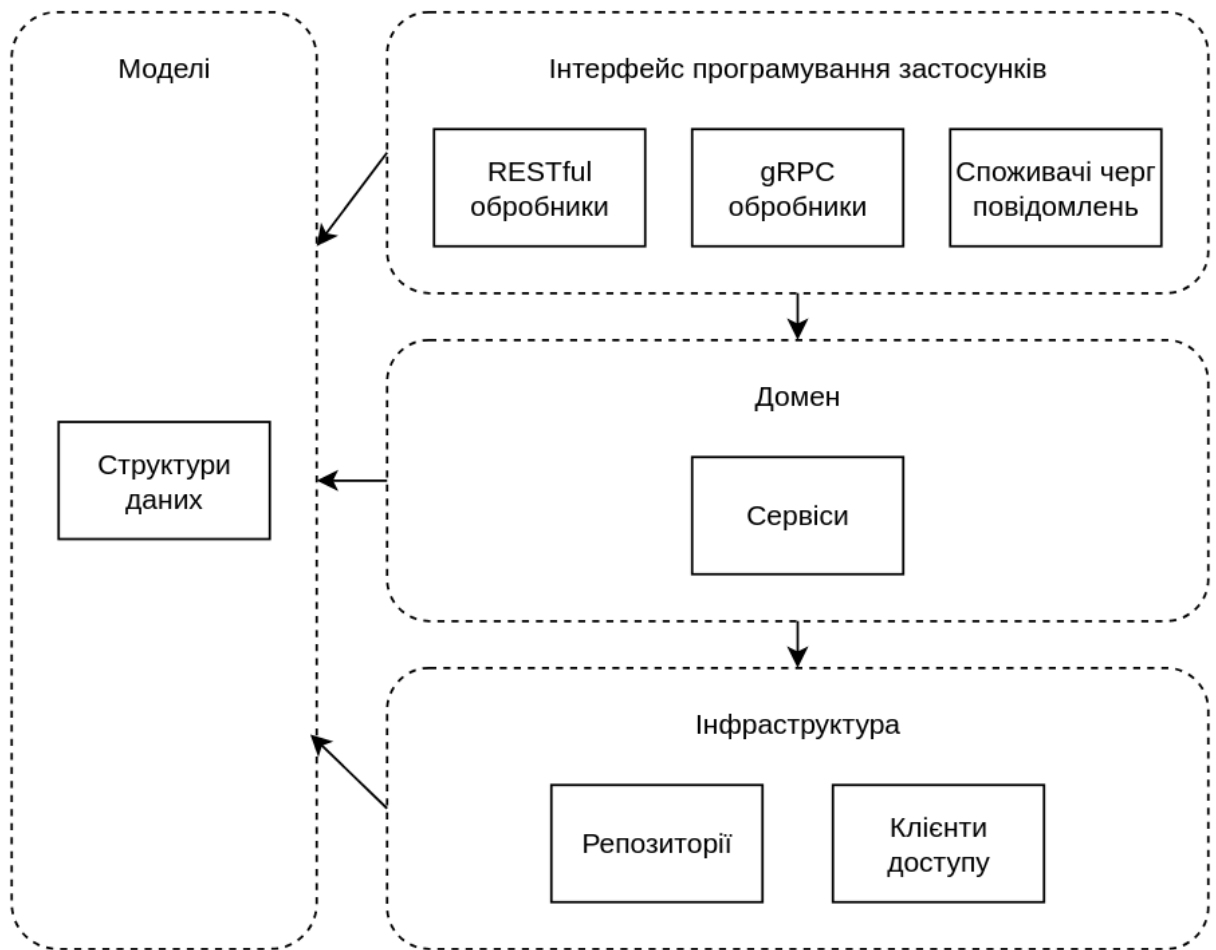 Моделі
Структури
даних
Інтерфейс програмування застосунків
RESTful
обробники
gRPC
обробники
Споживачі черг
повідомлень
Домен
Сервіси
Інфраструктура
Репозиторії
Клієнти
доступу